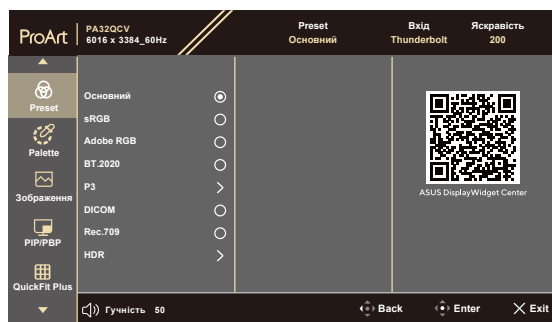 ProArt
PA32QCV
6016 x 3384_60Hz
Preset
Основний
Вхід
Thunderbolt
Яскравість
200
Preset
Palette
Зображення
PIP/PBP
QuickFit Plus
Основний
sRGB
Adobe RGB
BT.2020
P3
DICOM
Rec.709
HDR
ASUS DisplayWidget Center
Гучність 50
Back
Enter
Exit